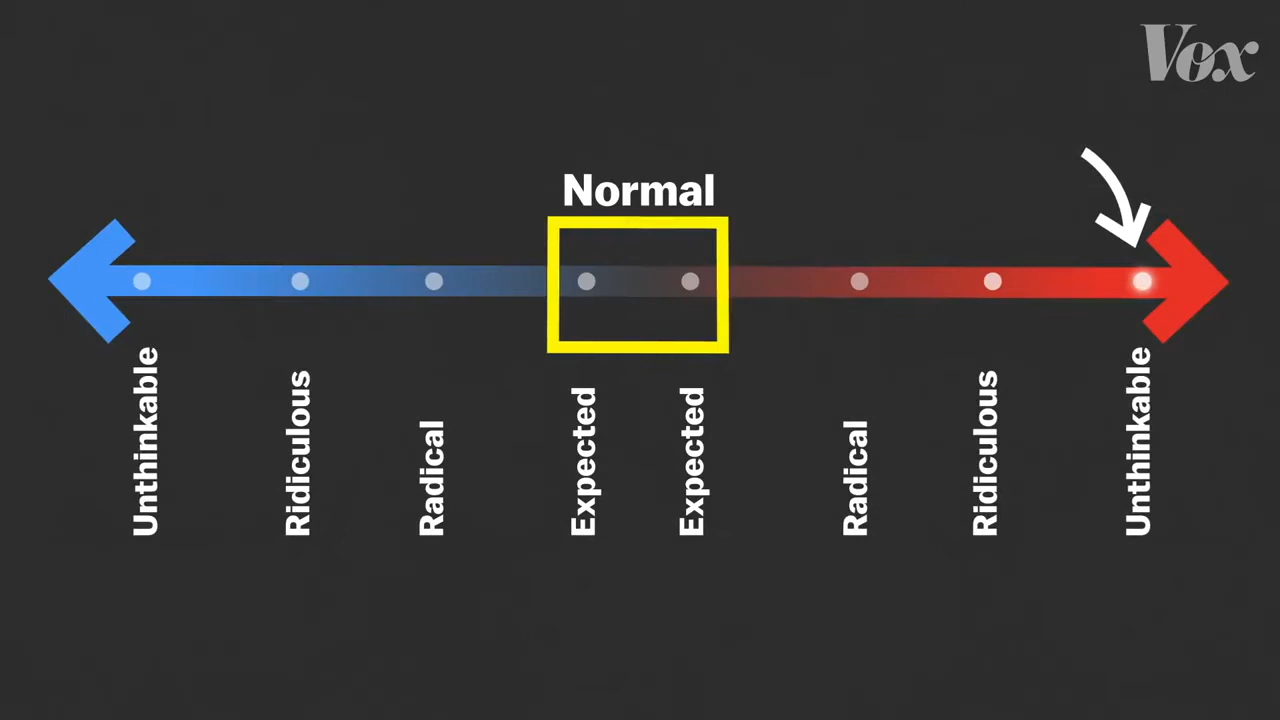 Vox
Normal
Unthinkable
Ridiculous
Radical
Expected
Expected
Radical
Ridiculous
Unthinkable